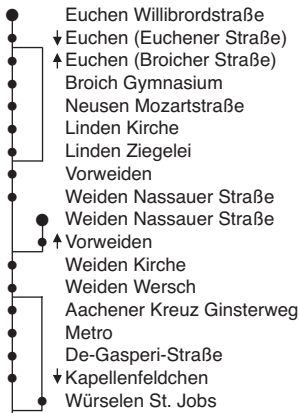 Euchen Willibrordstraße
Euchen (Euchener Straße)
Euchen (Broicher Straße)
Broich Gymnasium
Neusen Mozartstraße
Linden Kirche
Linden Ziegelei
Vorweiden
Weiden Nassauer Straße
Weiden Nassauer Straße
Vorweiden
Weiden Kirche
Weiden Wersch
Aachener Kreuz Ginsterweg
Metro
De-Gasperi-Straße
Kapellenfeldchen
Würselen St. Jobs